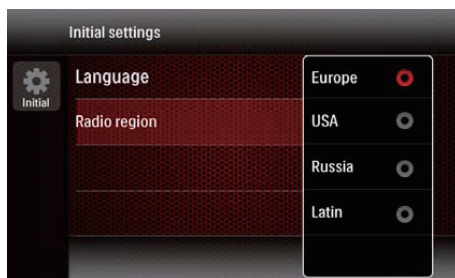 Initial settings
Initial
Language
Radio region
Europe
USA
Russia
Latin